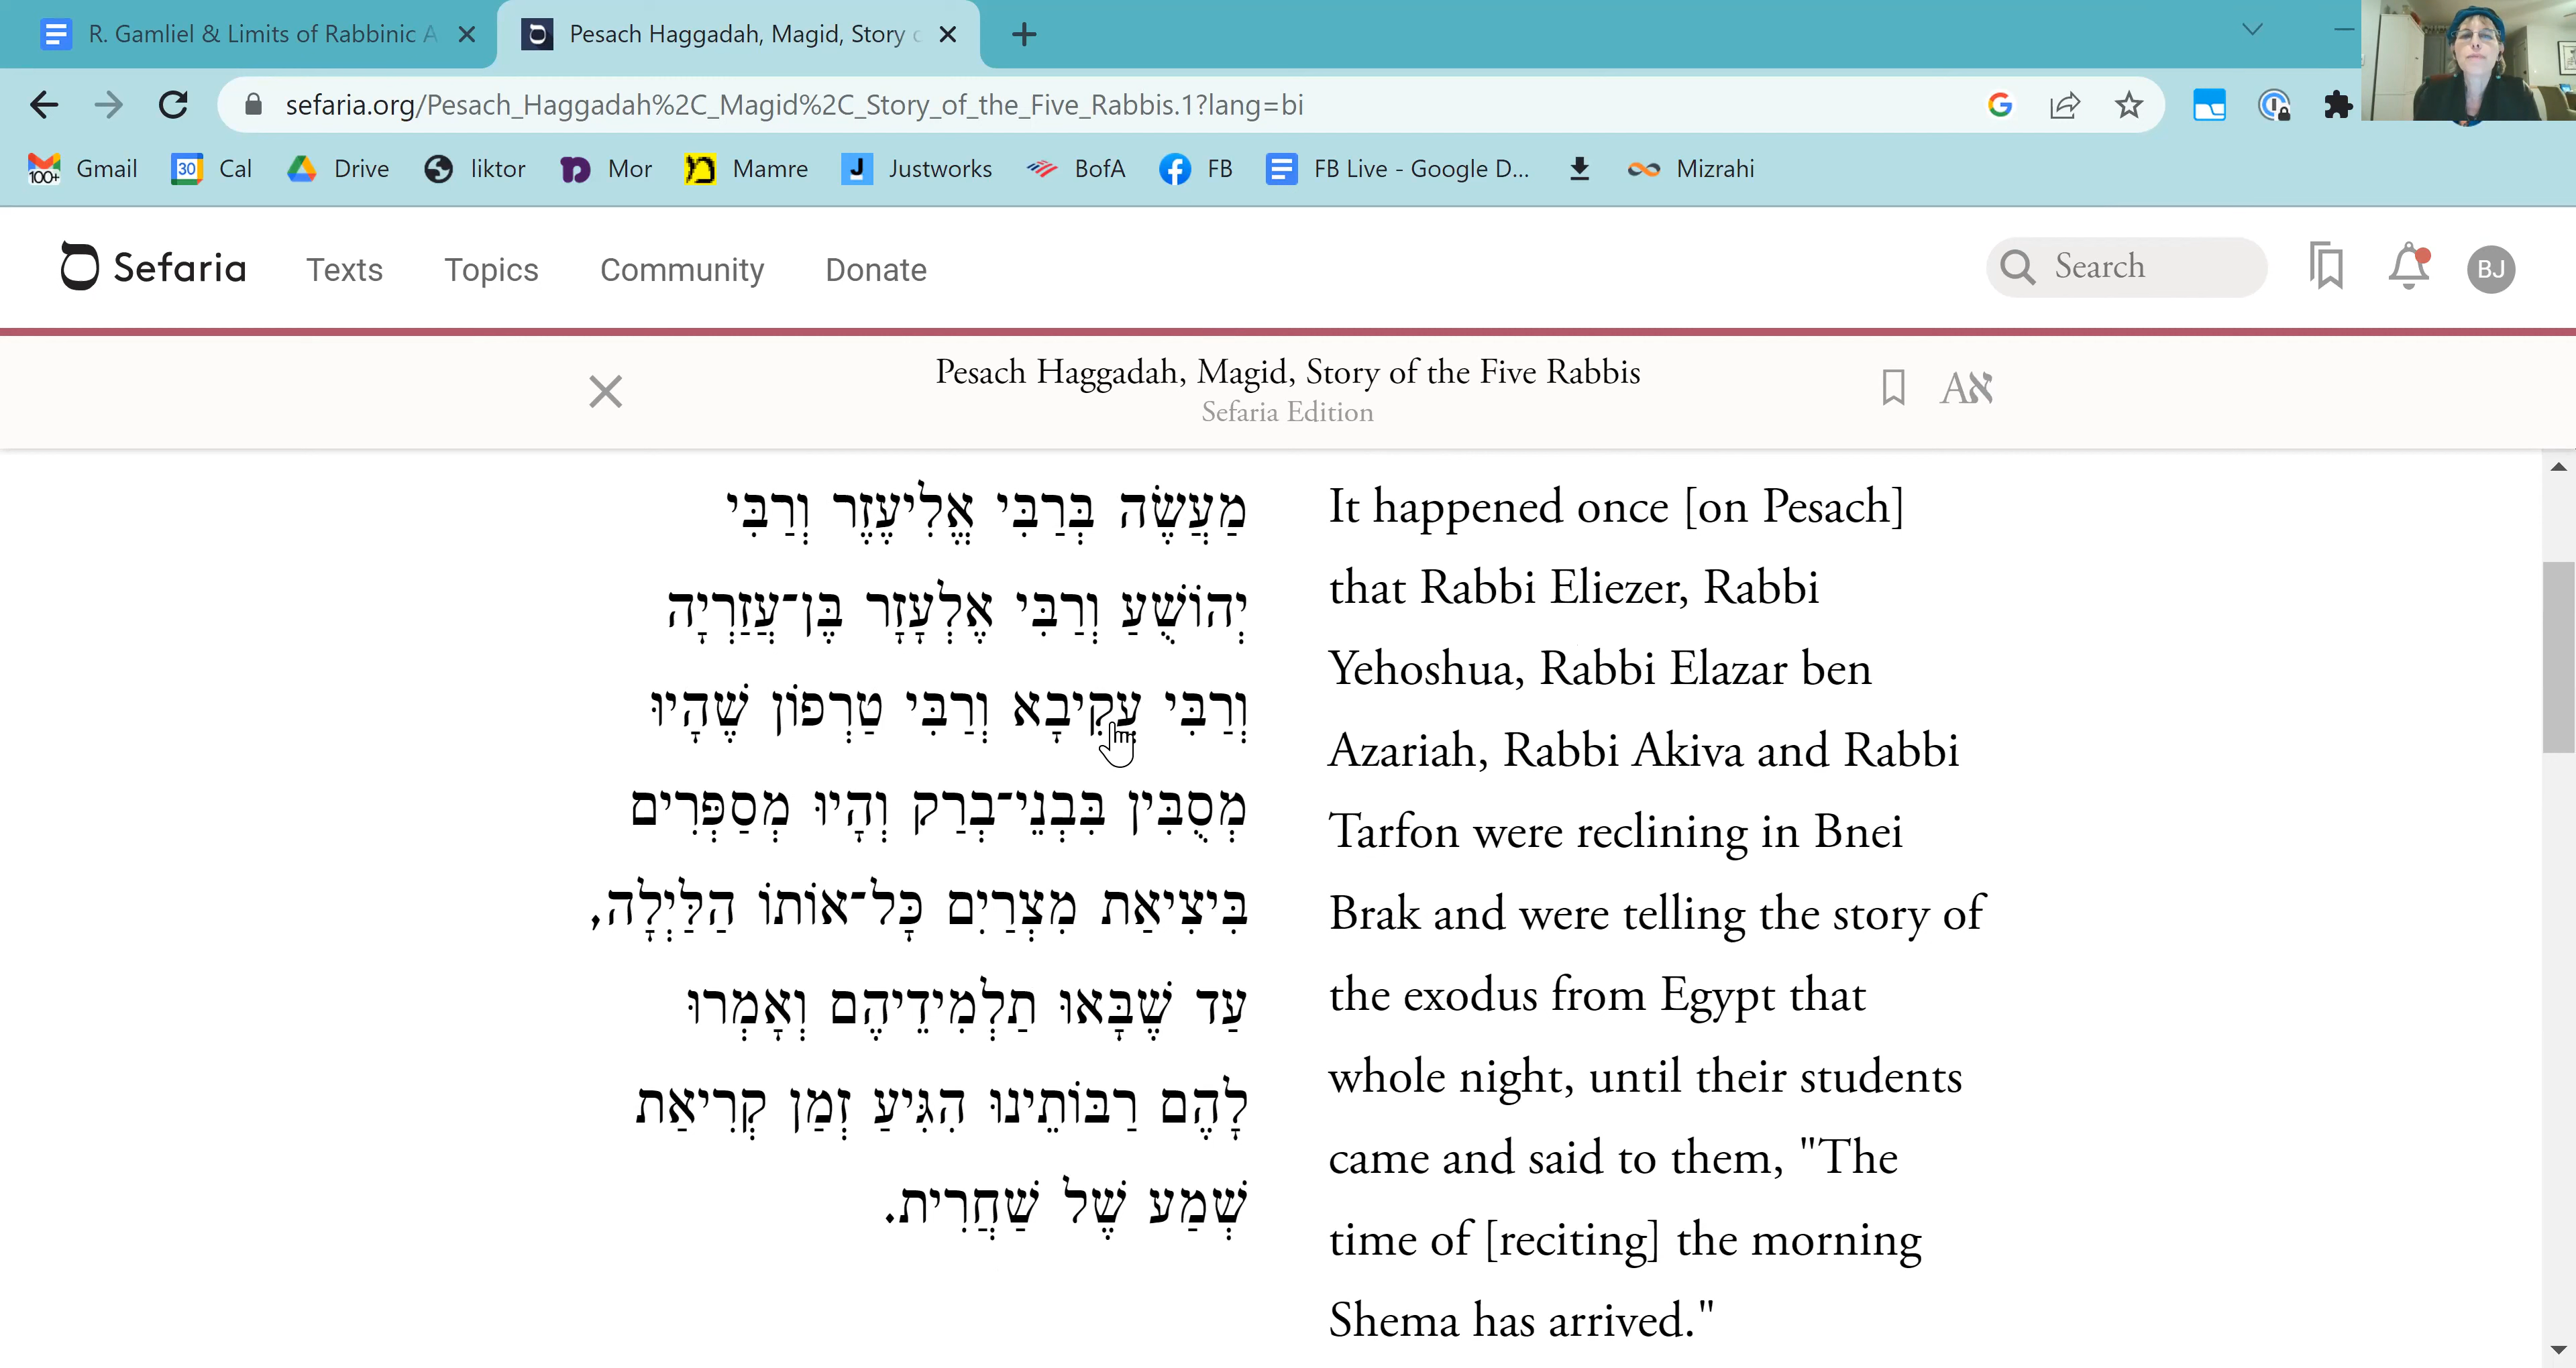 R. Gamliel & Limits of Rabbinic A
Pesach Haggadah, Magid, Story
sefaria.org/Pesach_Haggadah%2C_Magid%2C_Story_of_the_Five_Rabbis.1?lang=bi
100+ Gmail 30 Cal Drive liktor Mor Mamre J Justworks BofA FB FB Live - Google D... Mizrahi
Sefaria Texts Topics Community Donate Search BJ
Pesach Haggadah, Magid, Story of the Five Rabbis
Sefaria Edition
Aא
מַעֲשֶׂה בְּרַבִּי אֱלִיעֶזֶר וְרַבִּי
יְהוֹשֻׁעַ וְרַבִּי אֶלְעָזָר בֶּן־עֲזַרְיָה
וְרַבִּי עֲקִיבָא וְרַבִּי טַרְפוֹן שֶׁהָיוּ
מְסֻבִּין בִּבְנֵי־בְרַק וְהָיוּ מְסַפְּרִים
בִּיצִיאַת מִצְרַיִם כָּל־אוֹתוֹ הַלַּיְלָה,
עַד שֶׁבָּאוּ תַלְמִידֵיהֶם וְאָמְרוּ
לָהֶם רַבּוֹתֵינוּ הִגִּיעַ זְמַן קְרִיאַת
שְׁמַע שֶׁל שַׁחֲרִית.
It happened once [on Pesach]
that Rabbi Eliezer, Rabbi
Yehoshua, Rabbi Elazar ben
Azariah, Rabbi Akiva and Rabbi
Tarfon were reclining in Bnei
Brak and were telling the story of
the exodus from Egypt that
whole night, until their students
came and said to them, "The
time of [reciting] the morning
Shema has arrived."